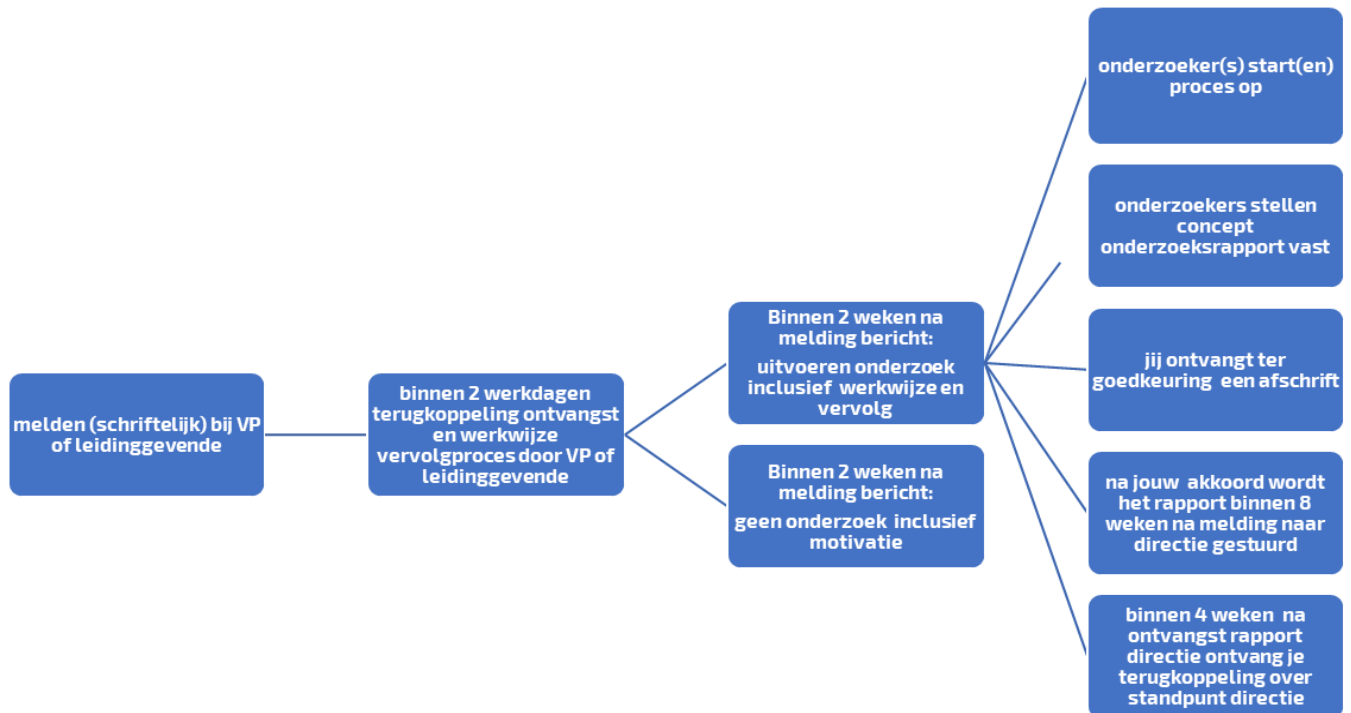 melden (schriftelijk) bij VP
of leidinggevende
binnen 2 werkdagen
terugkoppeling ontvangst
en werkwijze
vervolgproces door VP of
leidinggevende
Binnen 2 weken na
melding bericht:
uitvoeren onderzoek
inclusief werkwijze en
vervolg
Binnen 2 weken na
melding bericht:
geen onderzoek inclusief
motivatie
onderzoeker(s) start(en)
proces op
onderzoekers stellen
concept
onderzoeksrapport vast
jij ontvangt ter
goedkeuring een afschrift
na jouw akkoord wordt
het rapport binnen 8
weken na melding naar
directie gestuurd
binnen 4 weken na
ontvangst rapport
directie ontvang je
terugkoppeling over
standpunt directie